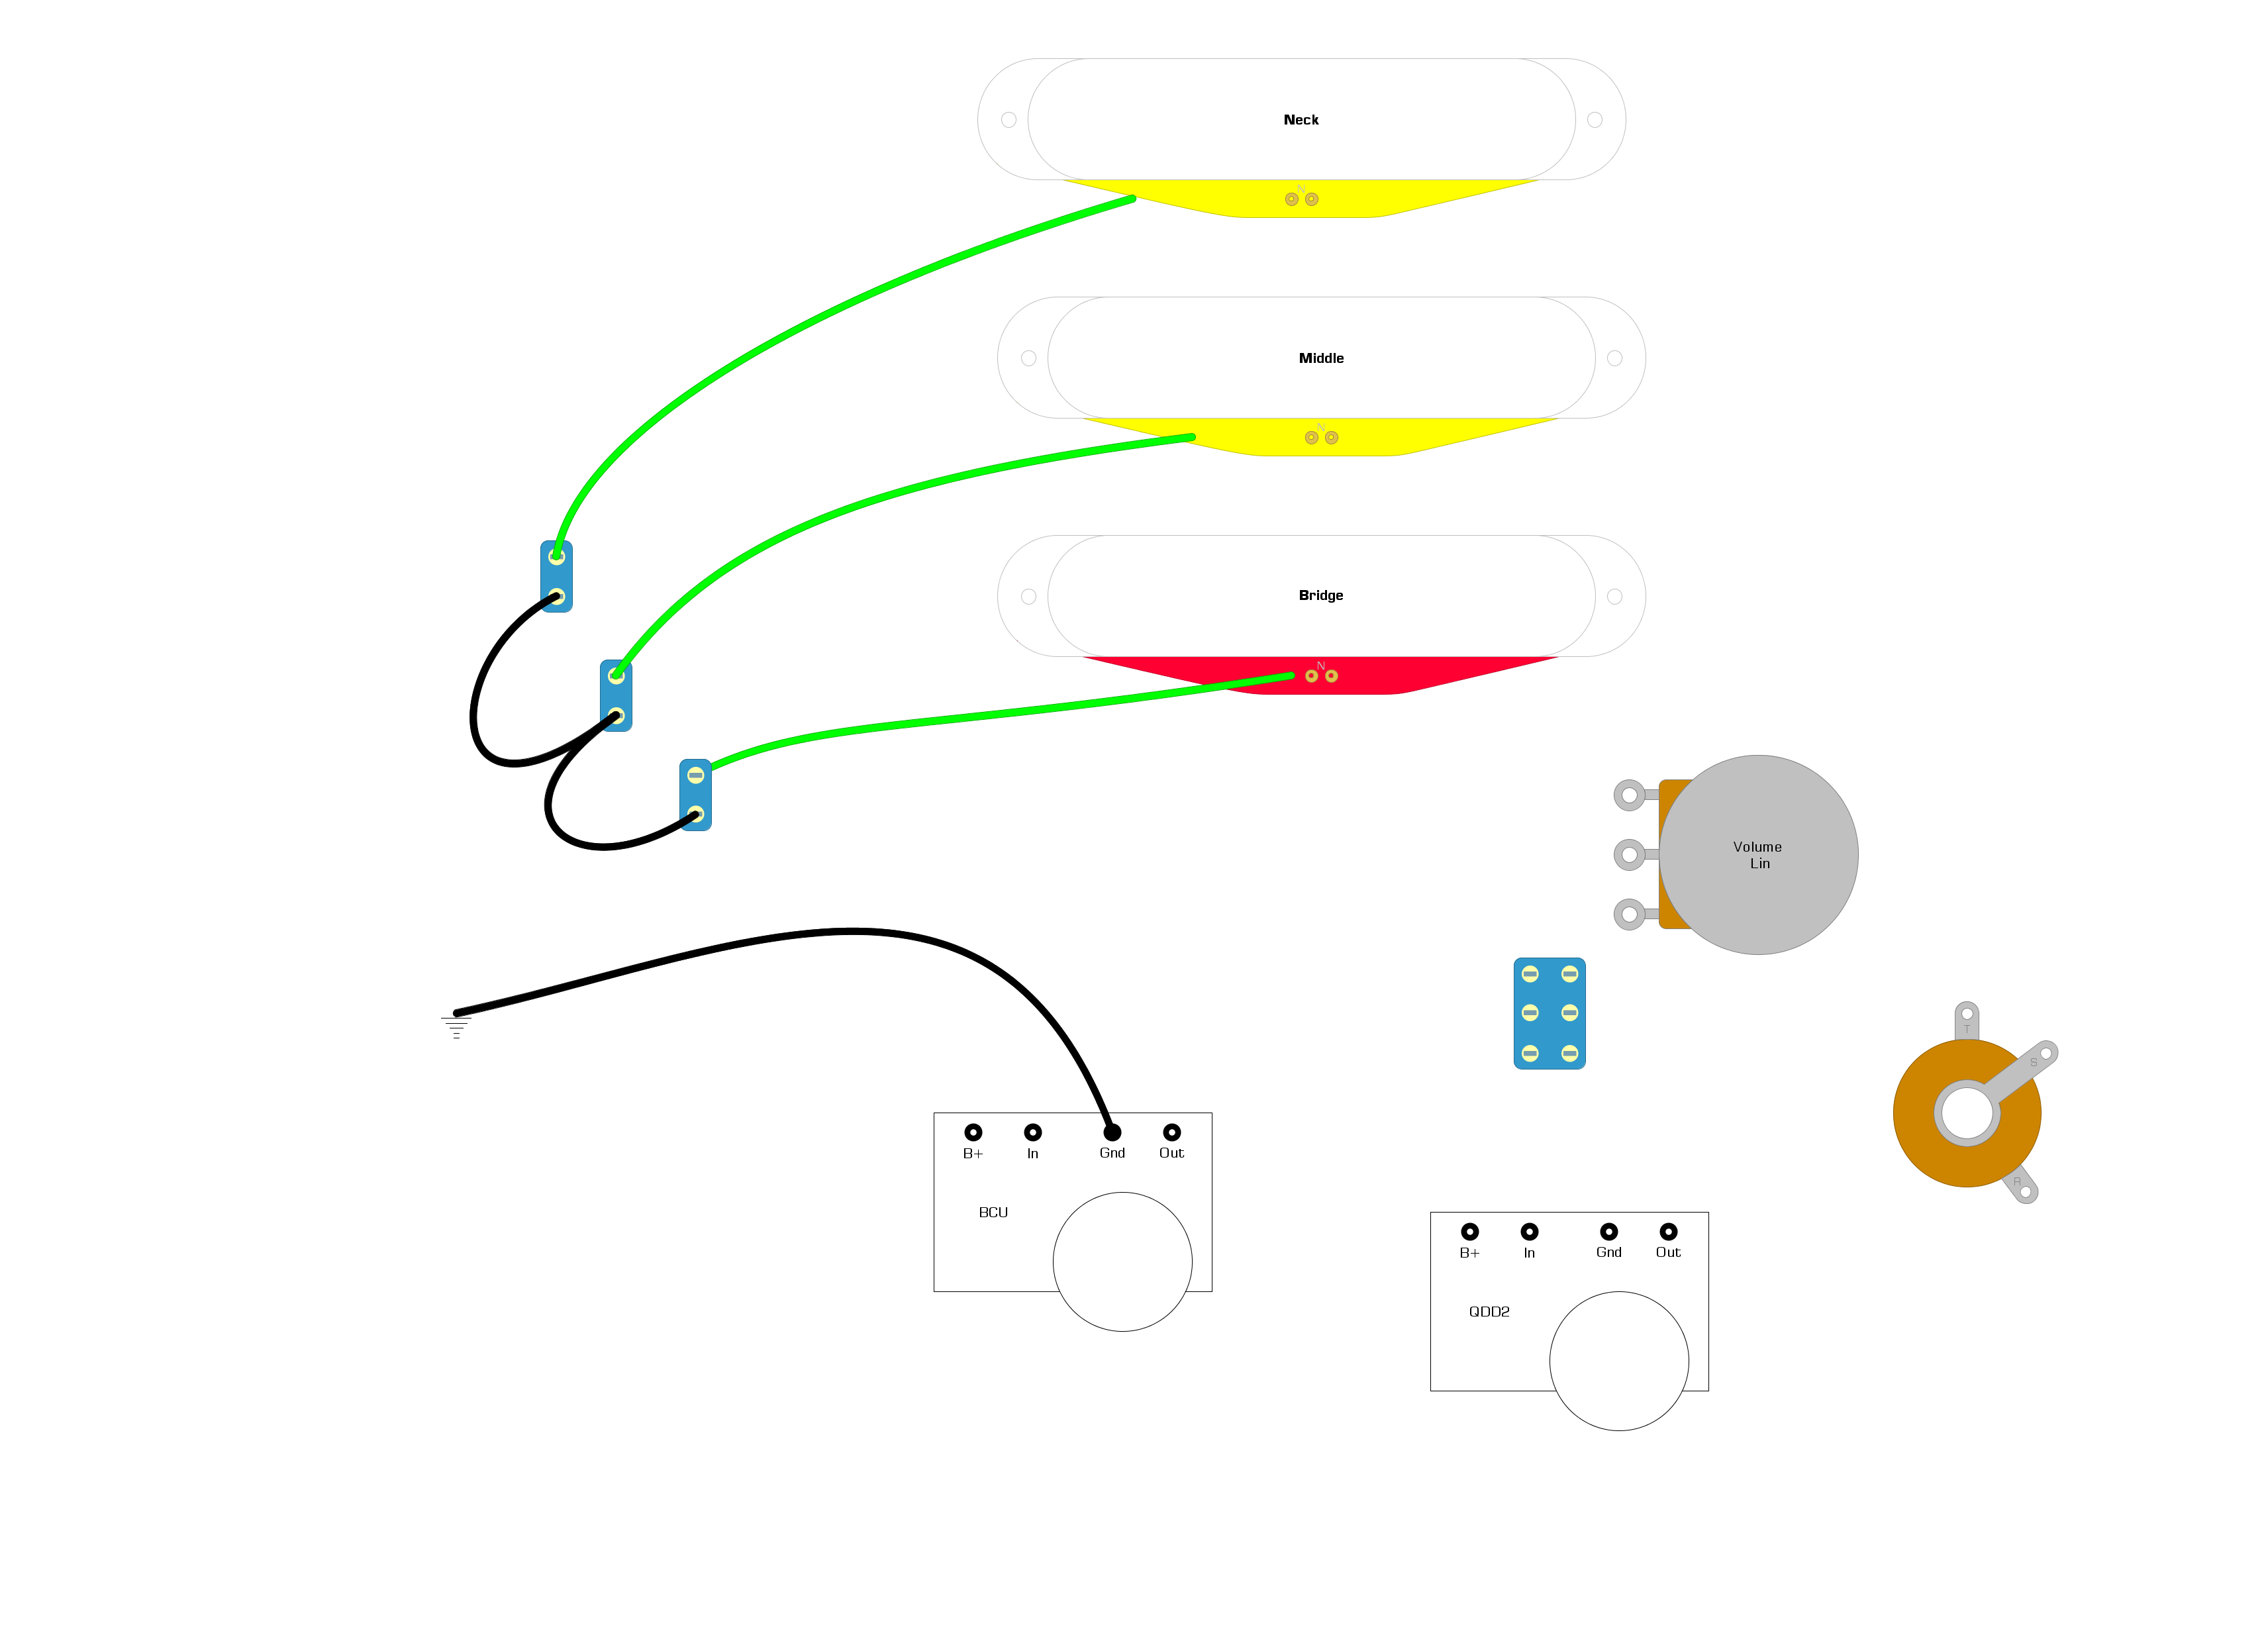 Neck
N
Middle
N
Bridge
N
Volume
Lin
T
S
R
B+ In Gnd Out
BCU
B+ In Gnd Out
QDD2